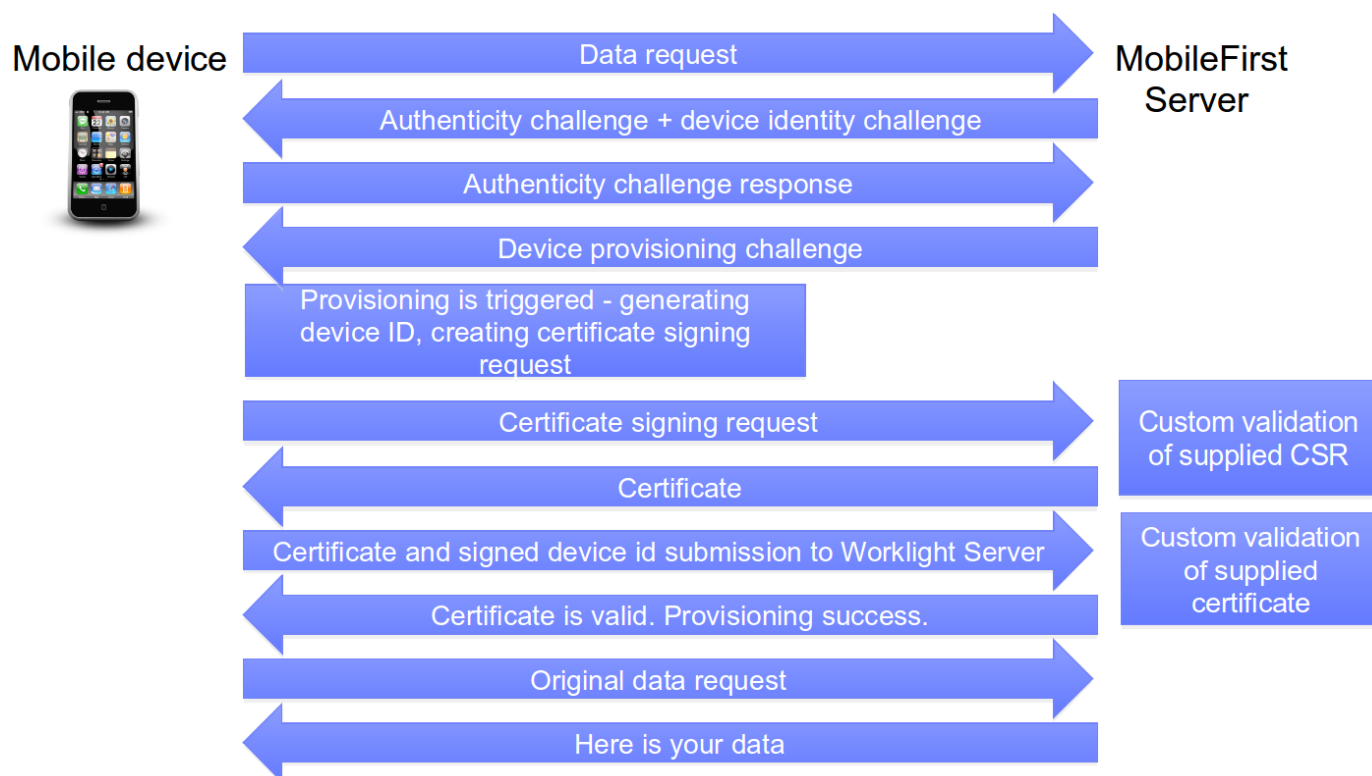 Mobile device
Data request
MobileFirst
Server
Authenticity challenge + device identity challenge
Authenticity challenge response
Device provisioning challenge
Provisioning is triggered - generating
device ID, creating certificate signing
request
Certificate signing request
Custom validation
of supplied CSR
Certificate
Certificate and signed device id submission to Worklight Server
Custom validation
of supplied
certificate
Certificate is valid. Provisioning success.
Original data request
Here is your data